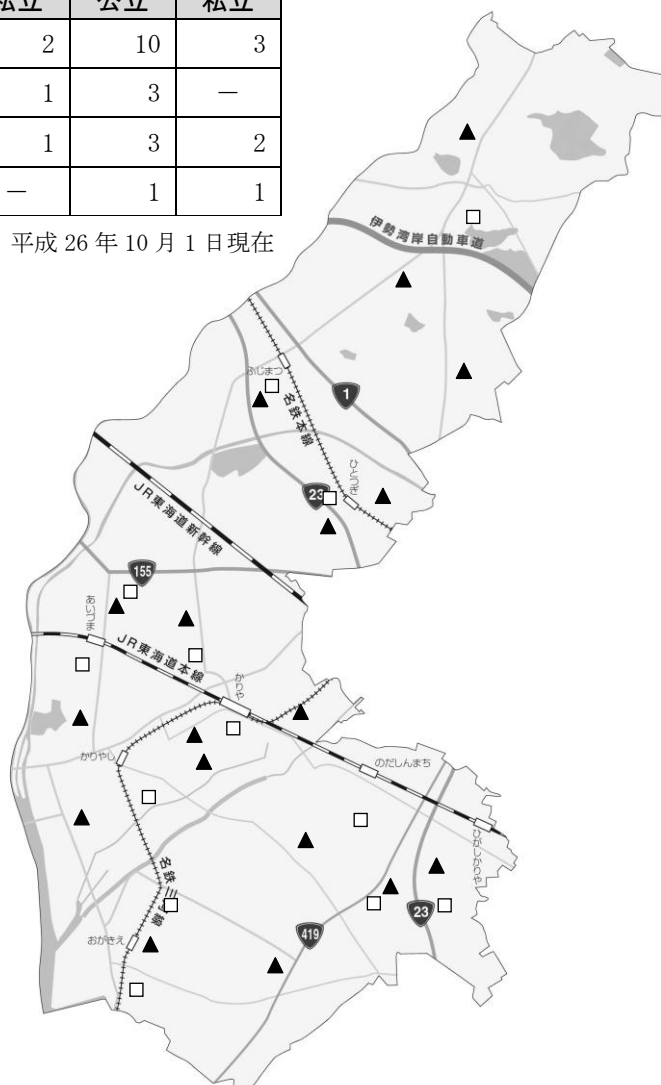 私立 公立 私立
2 10 3
1 3 －
1 3 2
－ 1 1
平成 26 年 10 月 1 日現在
伊勢湾岸自動車道
ふじまつ
1
名鉄本線
ひとつぎ
23
JR東海道新幹線
155
あいづま
JR東海道本線
かりや
かりやし
のだしんまち
ひがしかりや
名鉄三河線
23
おがきえ
419